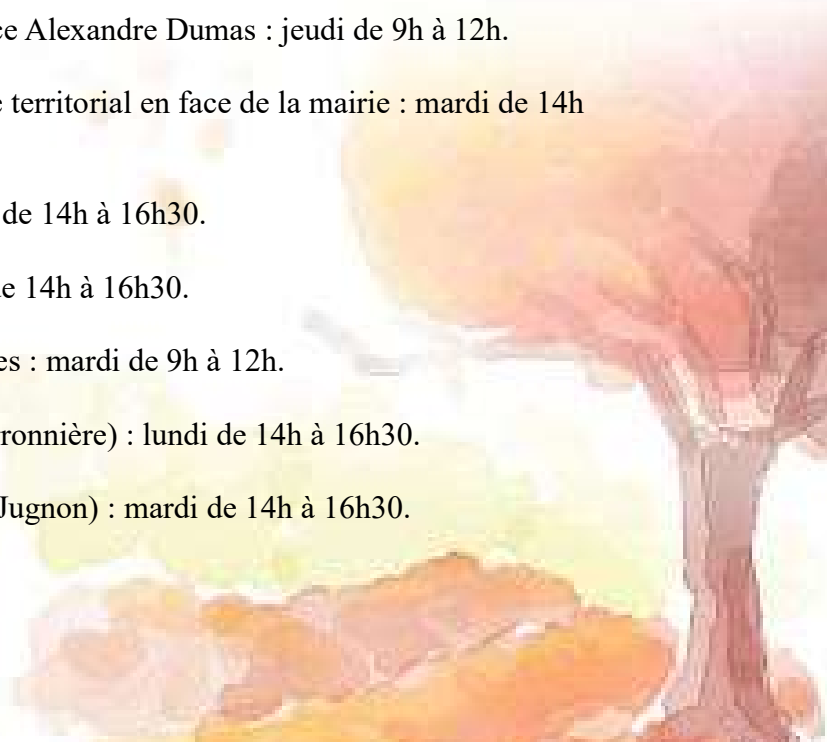 ce Alexandre Dumas : jeudi de 9h à 12h.
territorial en face de la mairie : mardi de 14h
de 14h à 16h30.
de 14h à 16h30.
es : mardi de 9h à 12h.
ronnière) : lundi de 14h à 16h30.
Jugnon) : mardi de 14h à 16h30.